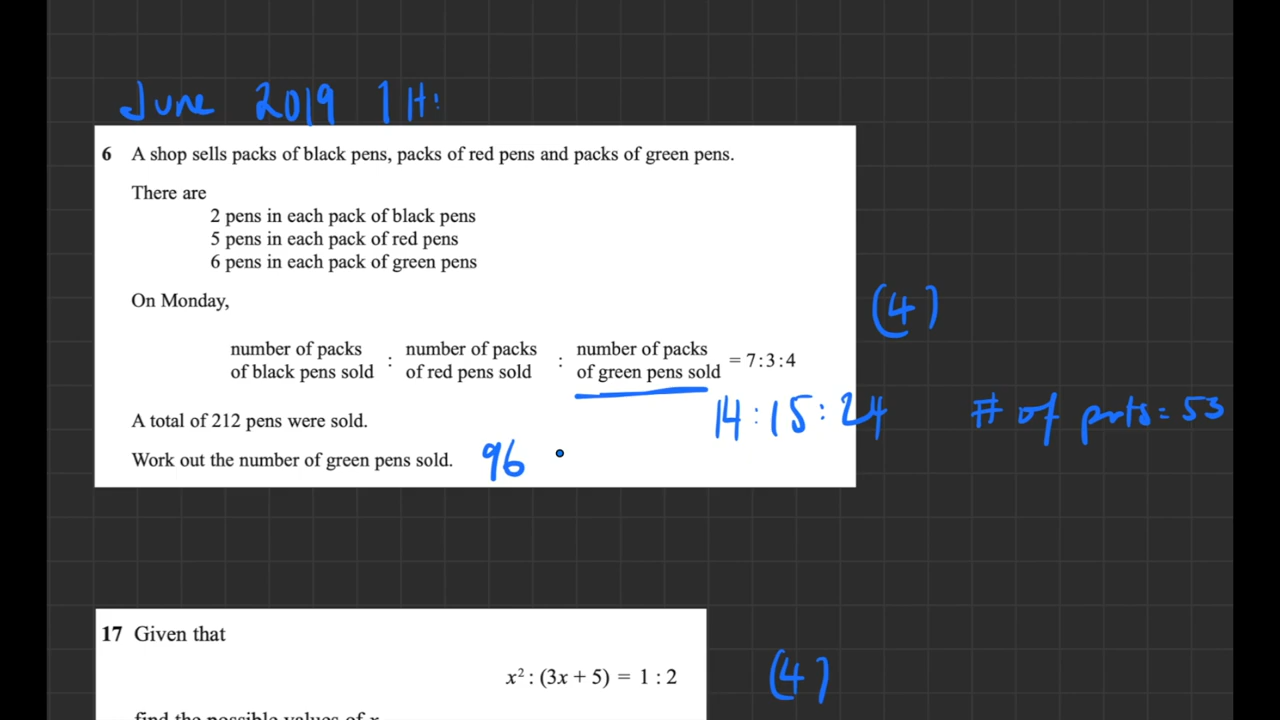 June 2019 1H:
6 A shop sells packs of black pens, packs of red pens and packs of green pens.
There are
2 pens in each pack of black pens
5 pens in each pack of red pens
6 pens in each pack of green pens
On Monday,
(4)
number of packs of black pens sold : number of packs of red pens sold : number of packs of green pens sold = 7 : 3 : 4
A total of 212 pens were sold.
14 : 15 : 24 # of parts = 53
Work out the number of green pens sold. 96
17 Given that
x² : (3x + 5) = 1 : 2 (4)
find the possible values of x